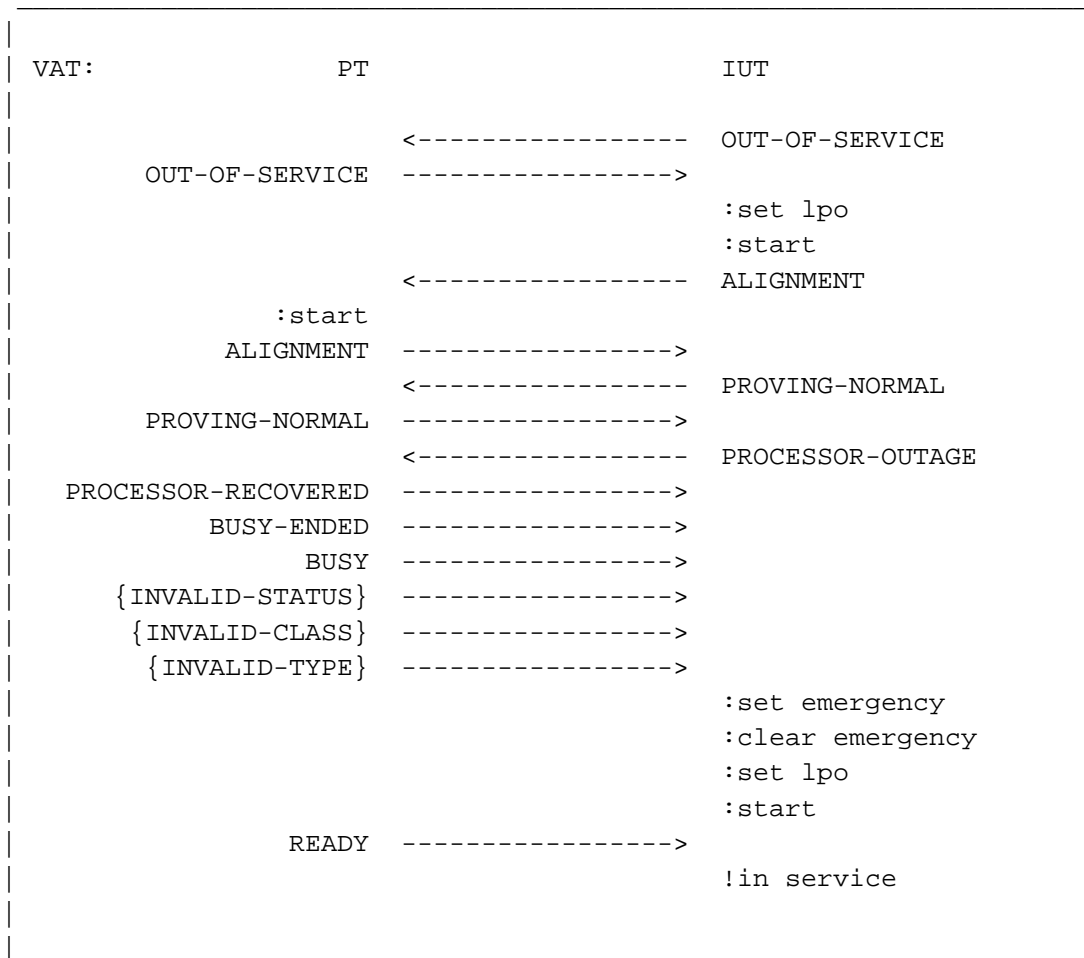 VAT: PT IUT
<----------------- OUT-OF-SERVICE
OUT-OF-SERVICE ----------------->
:set lpo
:start
<----------------- ALIGNMENT
:start
ALIGNMENT ----------------->
<----------------- PROVING-NORMAL
PROVING-NORMAL ----------------->
<----------------- PROCESSOR-OUTAGE
PROCESSOR-RECOVERED ----------------->
BUSY-ENDED ----------------->
BUSY ----------------->
{INVALID-STATUS} ----------------->
{INVALID-CLASS} ----------------->
{INVALID-TYPE} ----------------->
:set emergency
:clear emergency
:set lpo
:start
READY ----------------->
!in service